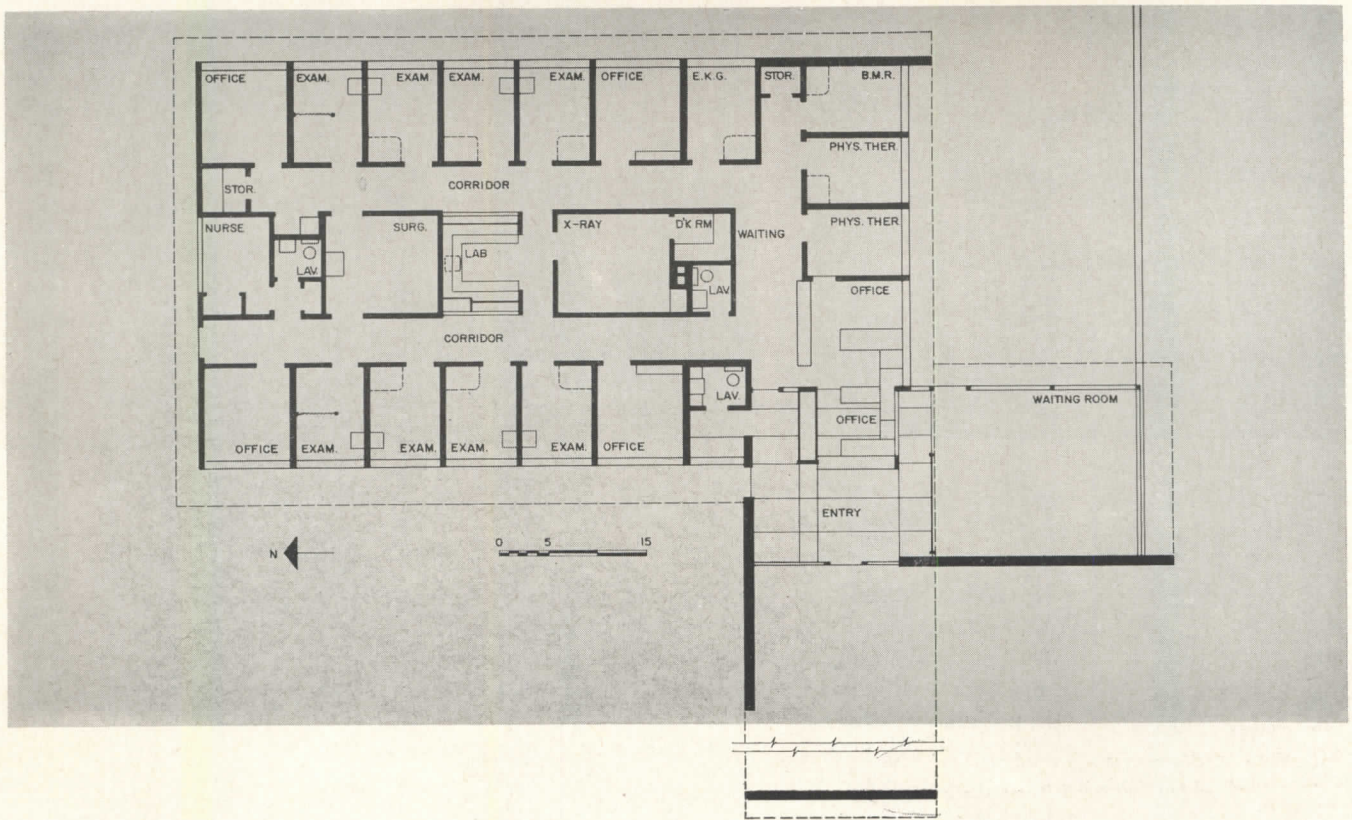 OFFICE EXAM. EXAM EXAM. EXAM. OFFICE E.K.G. STOR. B.M.R.
PHYS. THER.
STOR. CORRIDOR
PHYS. THER.
NURSE SURG. X-RAY D'K RM WAITING
LAB
LAV.
LAV.
OFFICE
CORRIDOR
LAV.
WAITING ROOM
OFFICE
OFFICE EXAM. EXAM. EXAM. EXAM. OFFICE
ENTRY
N 0 5 15